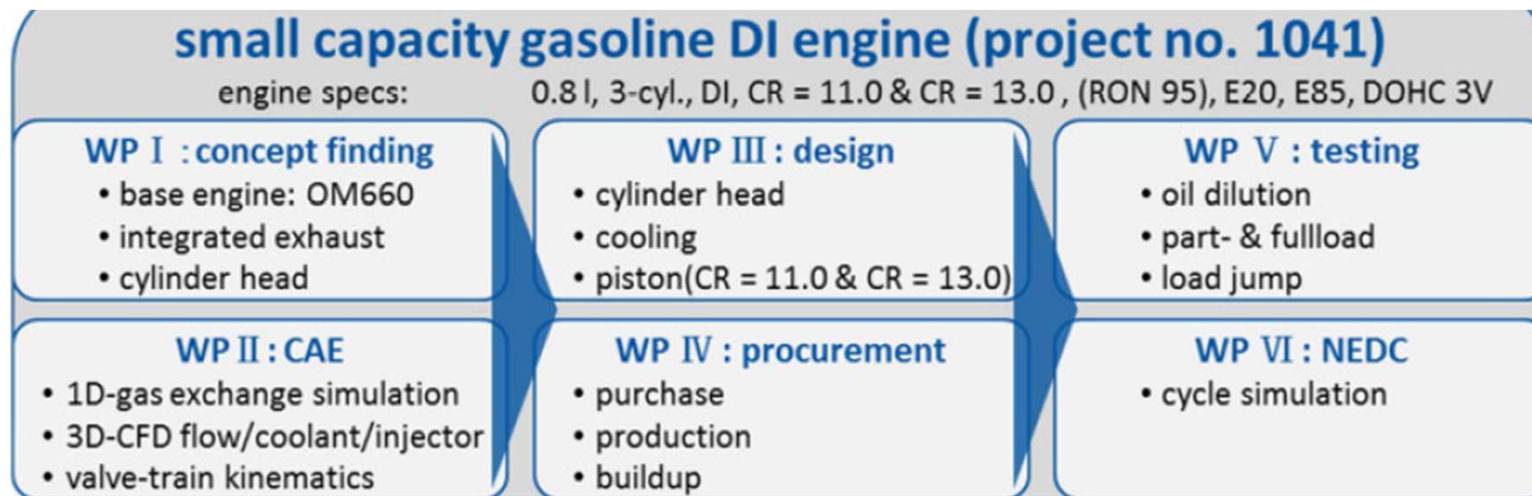 small capacity gasoline DI engine (project no. 1041)
engine specs: 0.8 l, 3-cyl., DI, CR = 11.0 & CR = 13.0 , (RON 95), E20, E85, DOHC 3V
WP Ⅰ : concept finding
• base engine: OM660
• integrated exhaust
• cylinder head
WP Ⅱ : CAE
• 1D-gas exchange simulation
• 3D-CFD flow/coolant/injector
• valve-train kinematics
WP Ⅲ : design
• cylinder head
• cooling
• piston(CR = 11.0 & CR = 13.0)
WP Ⅳ : procurement
• purchase
• production
• buildup
WP Ⅴ : testing
• oil dilution
• part- & fullload
• load jump
WP Ⅵ : NEDC
• cycle simulation